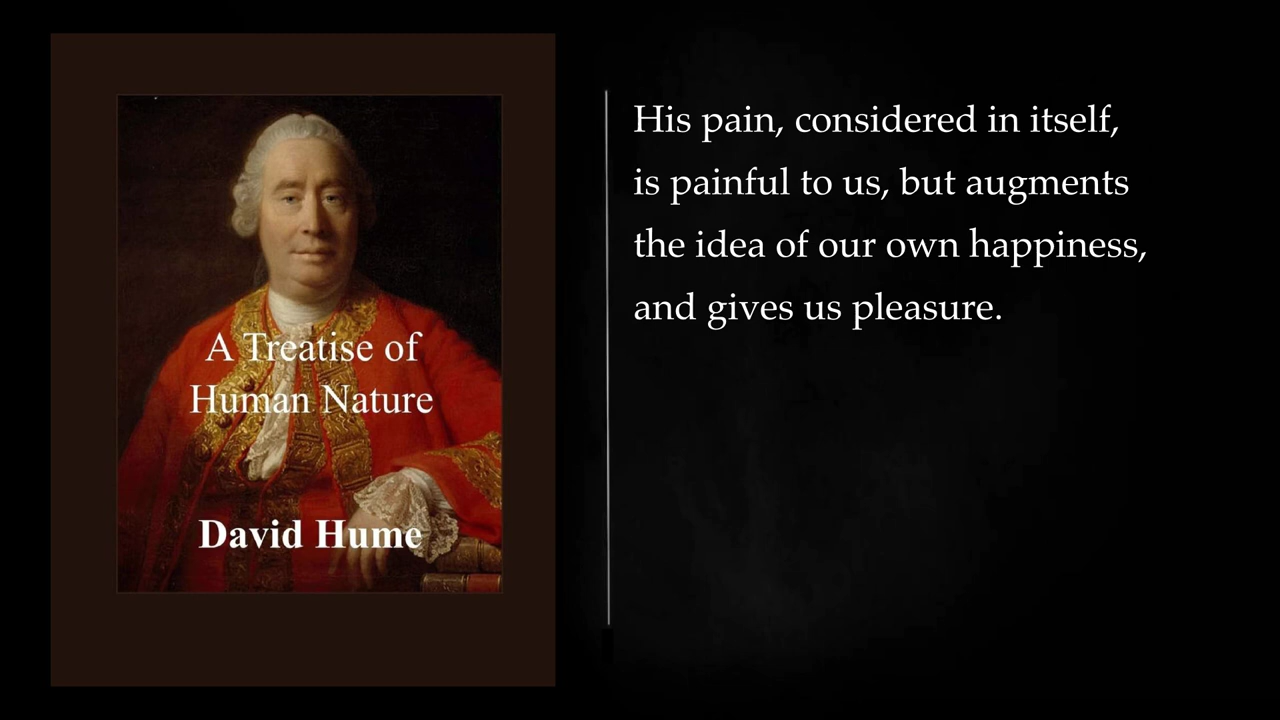 A Treatise of
Human Nature
David Hume
His pain, considered in itself,
is painful to us, but augments
the idea of our own happiness,
and gives us pleasure.